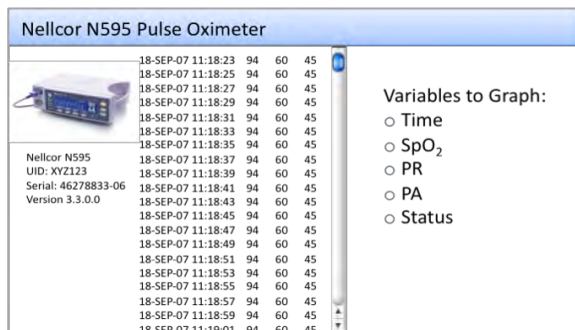 Nellcor N595 Pulse Oximeter
18-SEP-07 11:18:23 94 60 45
18-SEP-07 11:18:25 94 60 45
18-SEP-07 11:18:27 94 60 45
18-SEP-07 11:18:29 94 60 45
18-SEP-07 11:18:31 94 60 45
18-SEP-07 11:18:33 94 60 45
18-SEP-07 11:18:35 94 60 45
18-SEP-07 11:18:37 94 60 45
18-SEP-07 11:18:39 94 60 45
18-SEP-07 11:18:41 94 60 45
18-SEP-07 11:18:43 94 60 45
18-SEP-07 11:18:45 94 60 45
18-SEP-07 11:18:47 94 60 45
18-SEP-07 11:18:49 94 60 45
18-SEP-07 11:18:51 94 60 45
18-SEP-07 11:18:53 94 60 45
18-SEP-07 11:18:55 94 60 45
18-SEP-07 11:18:57 94 60 45
18-SEP-07 11:18:59 94 60 45
18-SEP-07 11:19:01 94 60 45
Nellcor N595
UID: XYZ123
Serial: 46278833-06
Version 3.3.0.0
Variables to Graph:
Time
SpO₂
PR
PA
Status